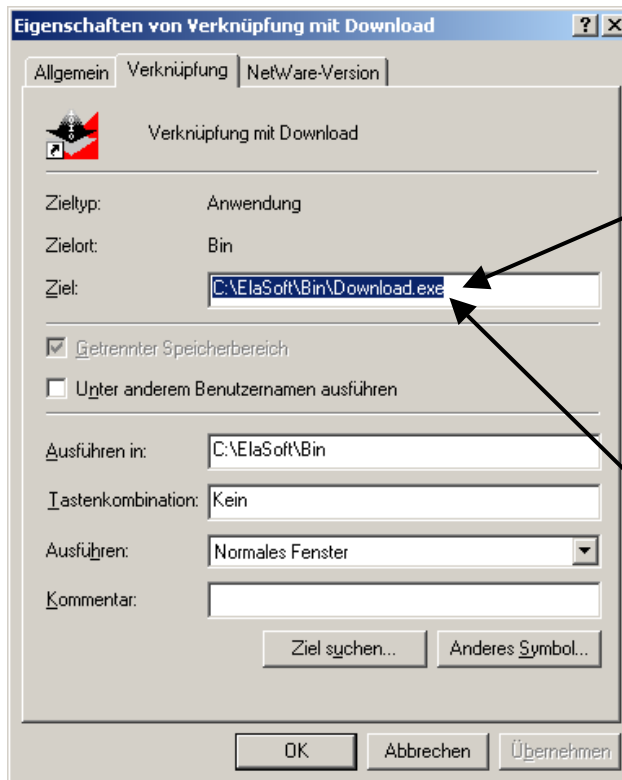 Eigenschaften von Verknüpfung mit Download
Allgemein Verknüpfung NetWare-Version
Verknüpfung mit Download
Zieltyp: Anwendung
Zielort: Bin
Ziel: C:\ElaSoft\Bin\Download.exe
Getrennter Speicherbereich
Unter anderem Benutzernamen ausführen
Ausführen in: C:\ElaSoft\Bin
Tastenkombination: Kein
Ausführen: Normales Fenster
Kommentar:
Ziel suchen... Anderes Symbol...
OK Abbrechen Übernehmen